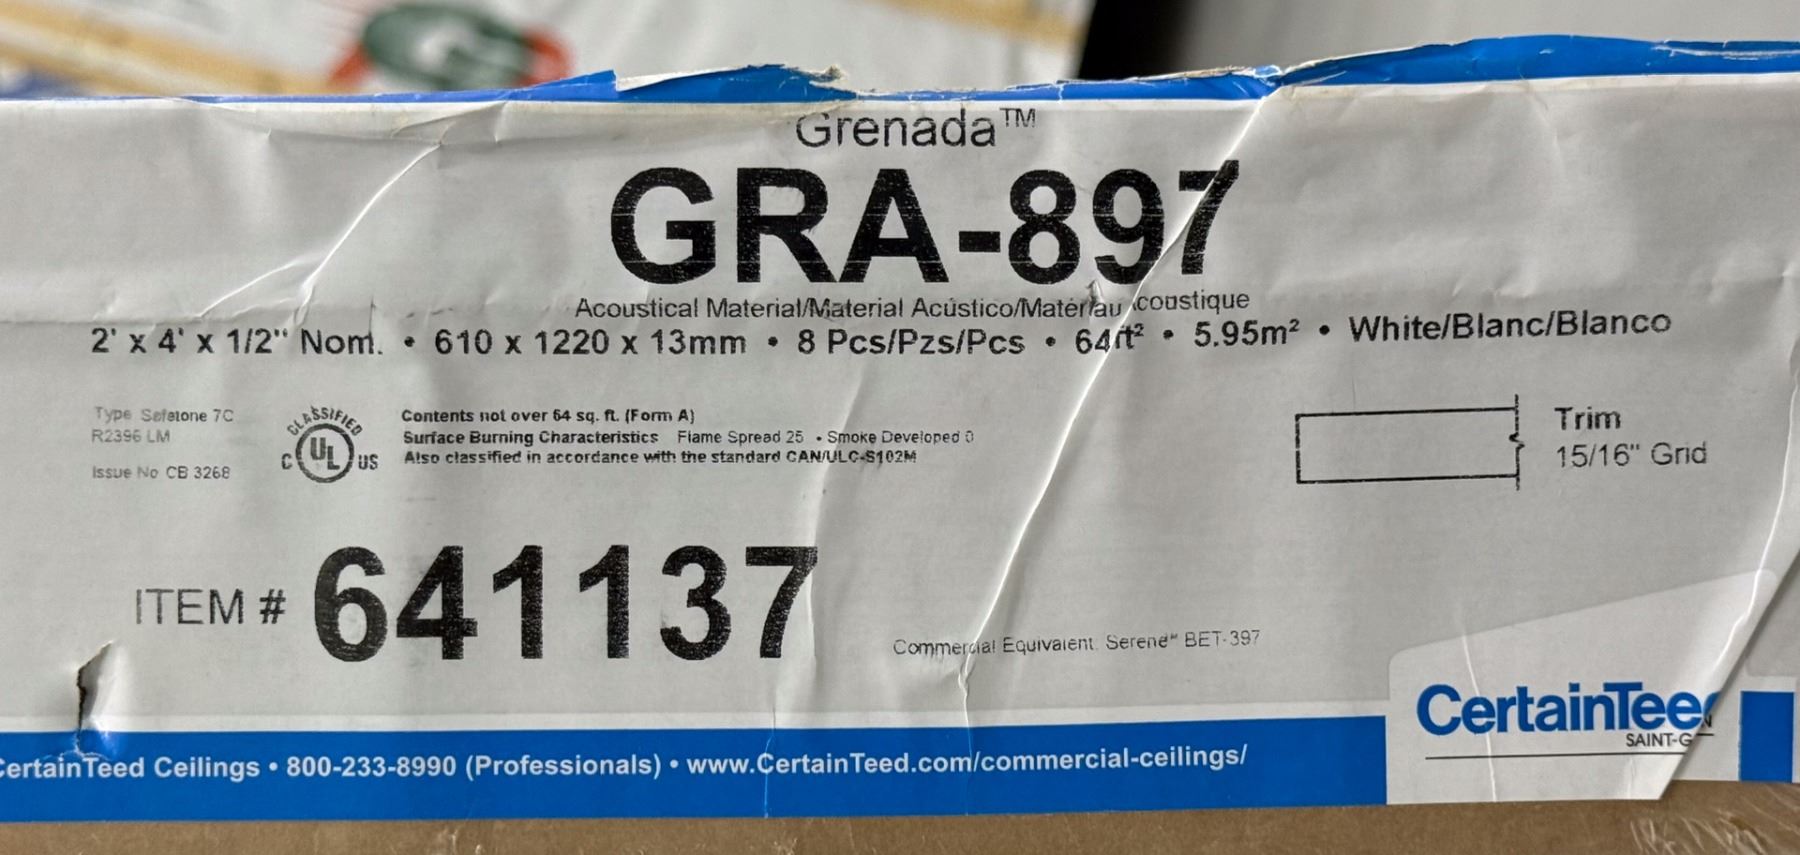 Grenada™
GRA-897
Acoustical Material/Material Acústico/Matériau coustique
2' x 4' x 1/2" Nom. • 610 x 1220 x 13mm • 8 Pcs/Pzs/Pcs • 64ft² • 5.95m² • White/Blanc/Blanco
Type Safetone 7C
R2396 LM
Issue No CB 3268
CLASSIFIED
C UL US
Contents not over 64 sq. ft. (Form A)
Surface Burning Characteristics Flame Spread 25 • Smoke Developed 0
Also classified in accordance with the standard CAN/ULC-S102M
Trim
15/16" Grid
ITEM # 641137
Commercial Equivalent: Serene™ BET-397
CertainTee
SAINT-G
CertainTeed Ceilings • 800-233-8990 (Professionals) • www.CertainTeed.com/commercial-ceilings/